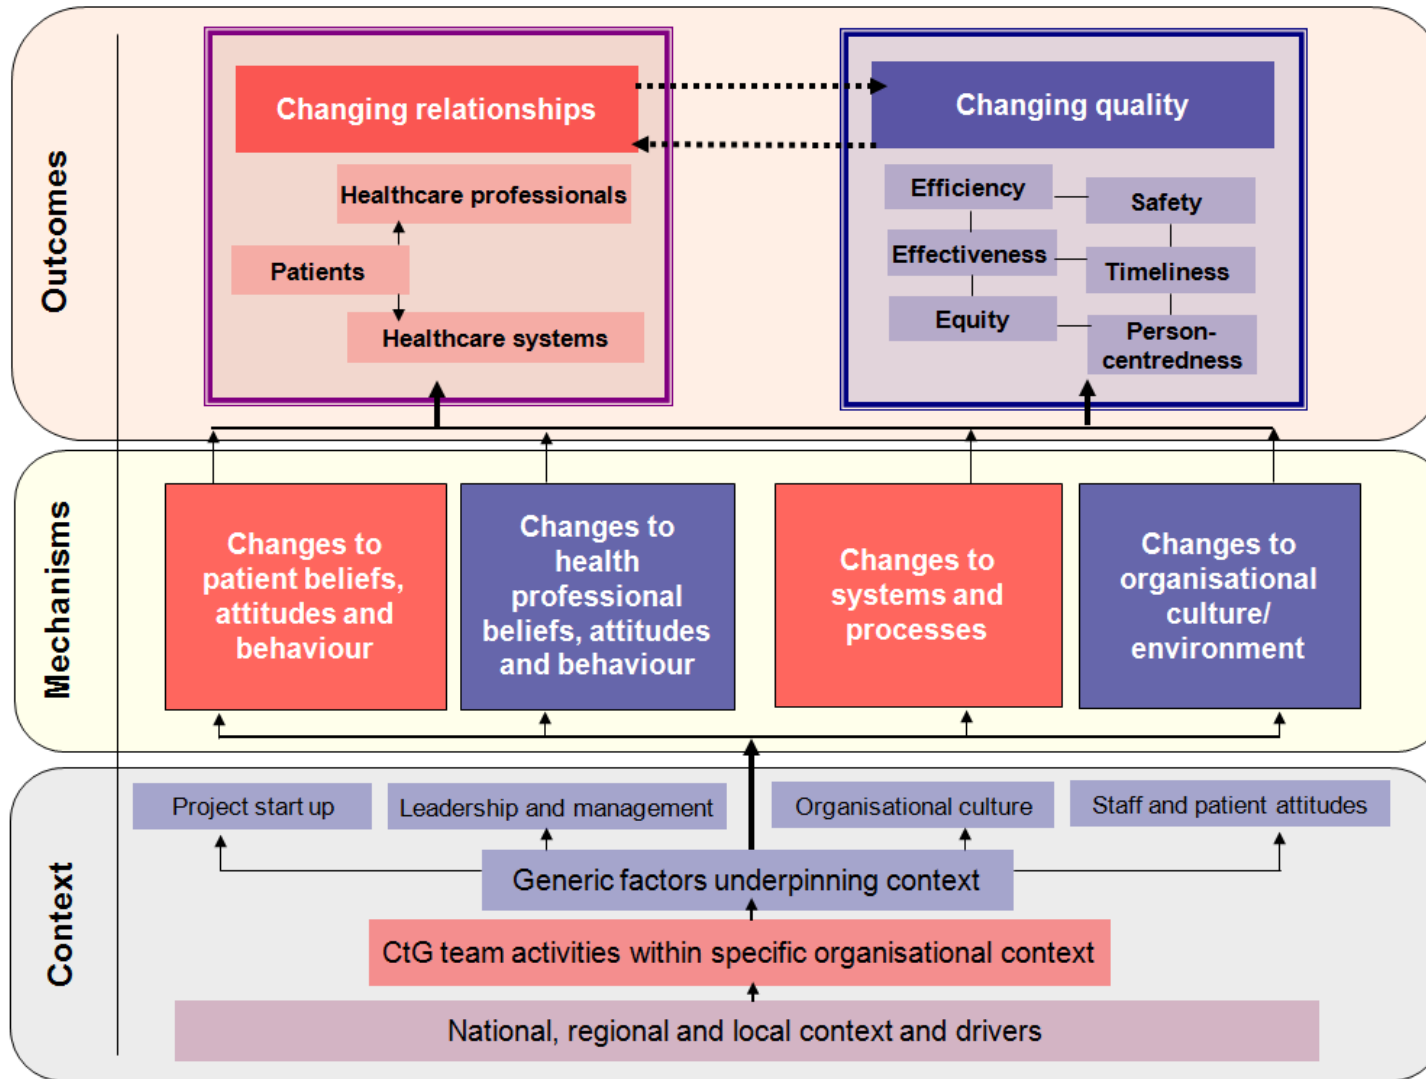 Outcomes
Changing relationships
Healthcare professionals
Patients
Healthcare systems
Changing quality
Efficiency
Safety
Effectiveness
Timeliness
Equity
Person-
centredness
Mechanisms
Changes to
patient beliefs,
attitudes and
behaviour
Changes to
health
professional
beliefs, attitudes
and behaviour
Changes to
systems and
processes
Changes to
organisational
culture/
environment
Context
Project start up
Leadership and management
Organisational culture
Staff and patient attitudes
Generic factors underpinning context
CtG team activities within specific organisational context
National, regional and local context and drivers